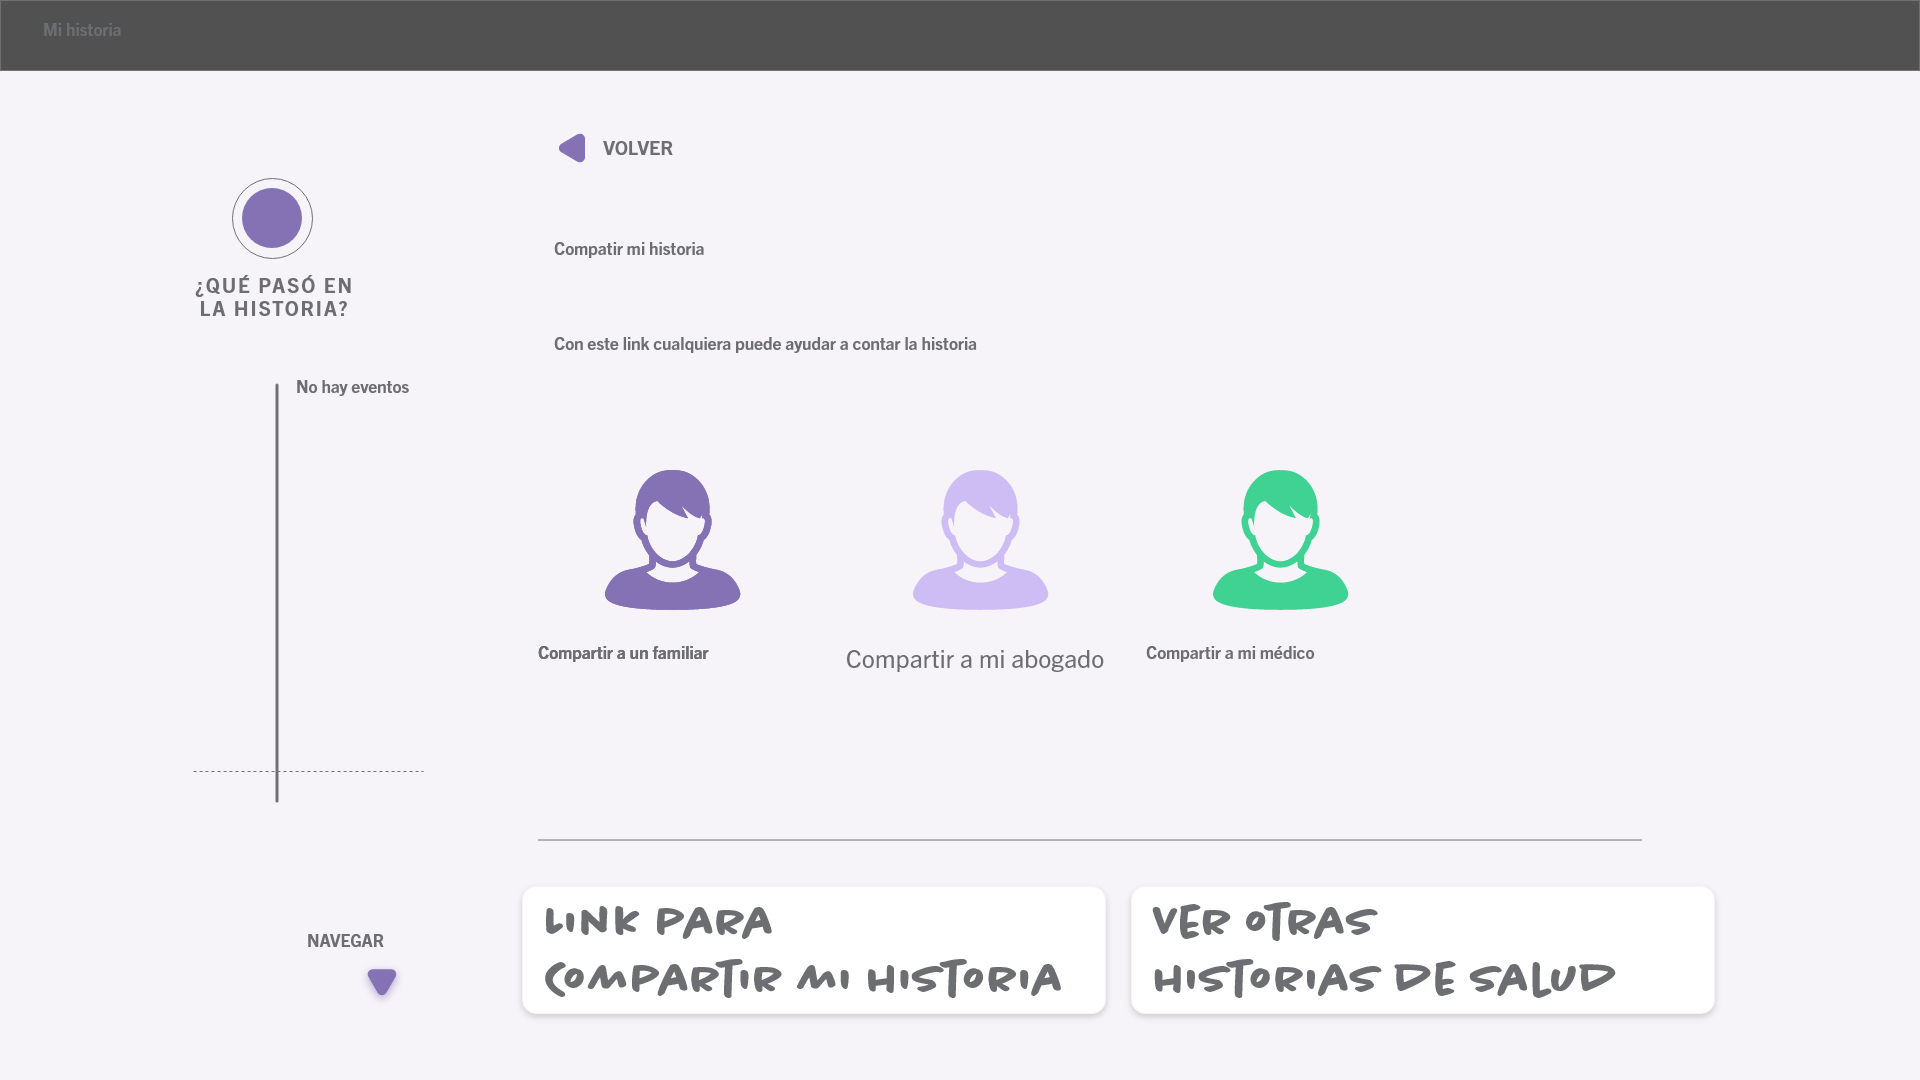 Mi historia
VOLVER
Compatir mi historia
¿QUÉ PASÓ EN
LA HISTORIA?
Con este link cualquiera puede ayudar a contar la historia
No hay eventos
Compartir a un familiar
Compartir a mi abogado
Compartir a mi médico
NAVEGAR
LINK PARA
COMPARTIR MI HISTORIA
VER OTRAS
HISTORIAS DE SALUD